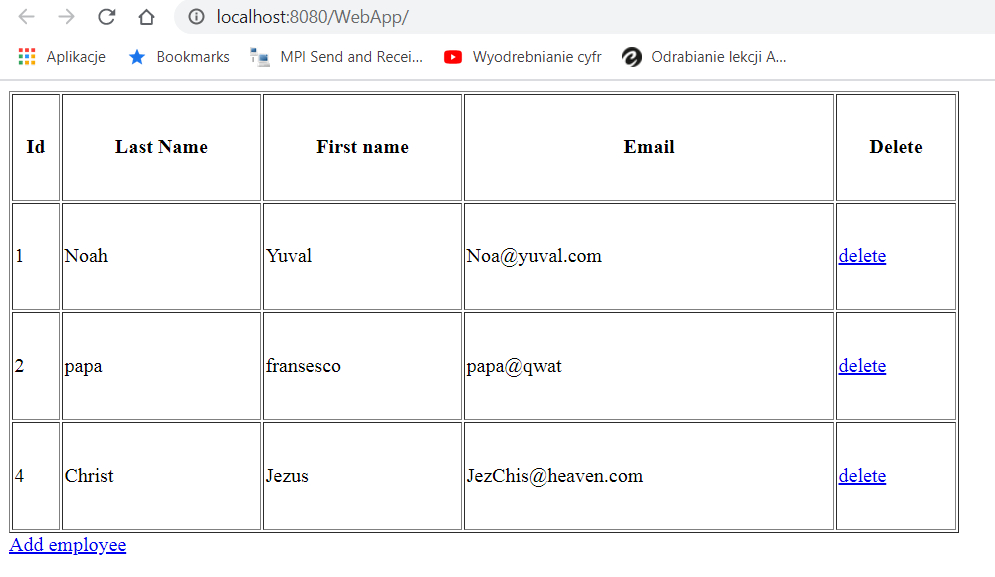 localhost:8080/WebApp/
Aplikacje Bookmarks MPI Send and Recei... Wyodrebnianie cyfr Odrabianie lekcji A...
Id Last Name First name Email Delete
1 Noah Yuval Noa@yuval.com delete
2 papa fransesco papa@qwat delete
4 Christ Jezus JezChis@heaven.com delete
Add employee